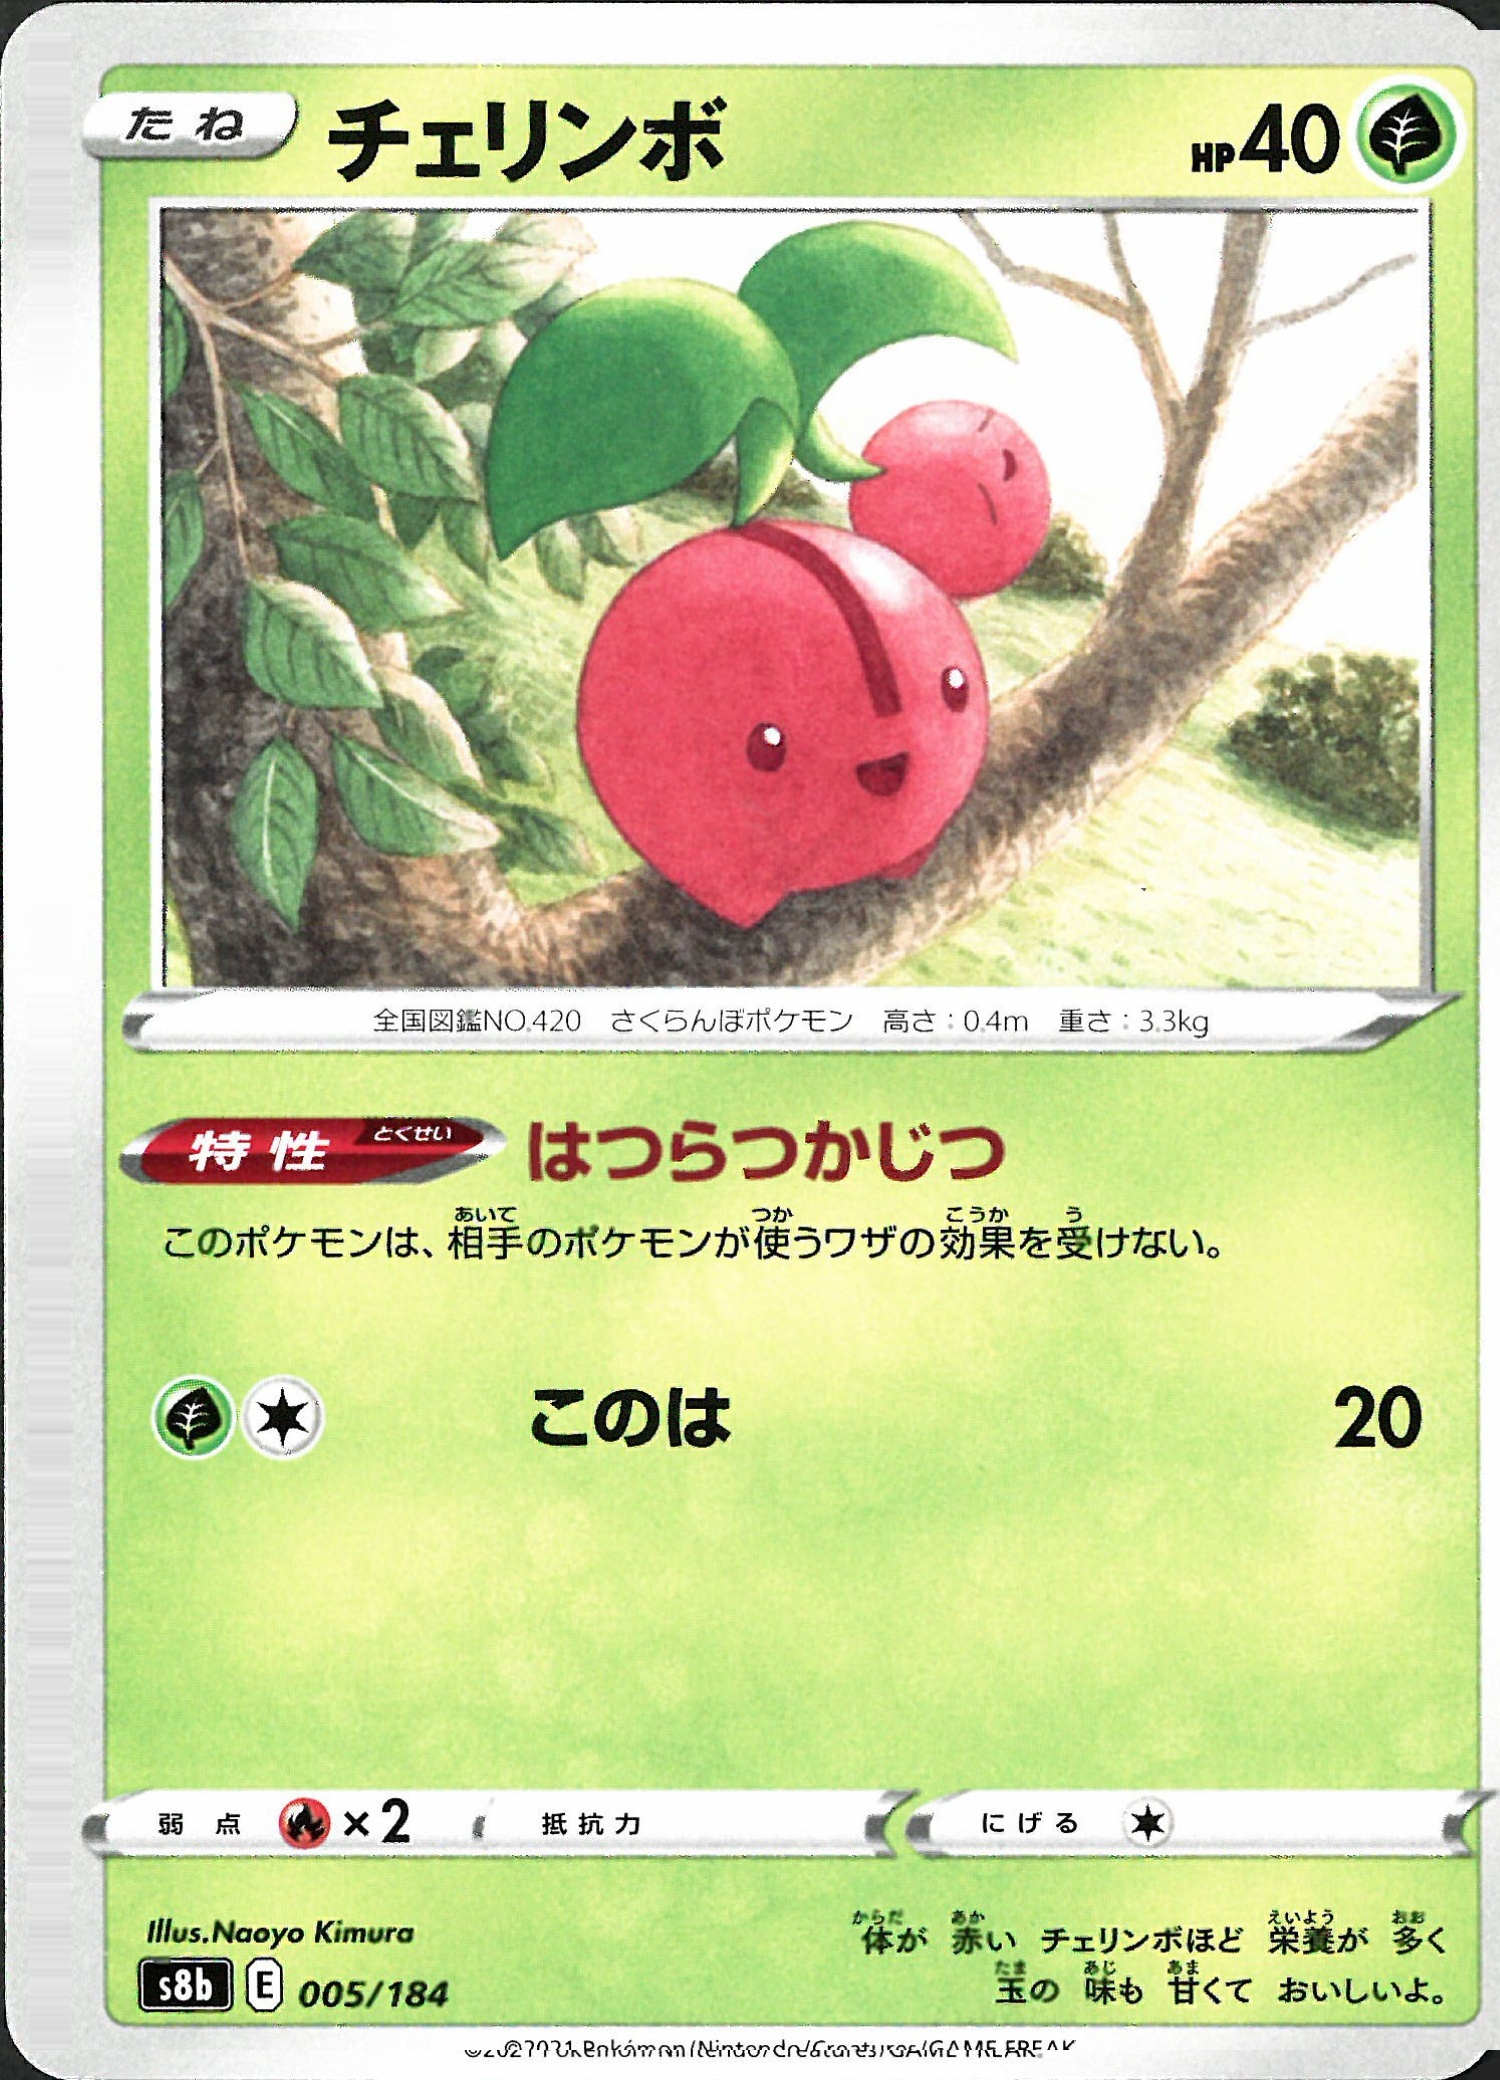 たね
チェリンボ
HP40
全国図鑑NO.420 さくらんぼポケモン 高さ:0.4m 重さ:3.3kg
特性 とくせい はつらつかじつ
あいて つか こうか う
このポケモンは、相手のポケモンが使うワザの効果を受けない。
このは 20
弱点 ×2 抵抗力 にげる
Illus.Naoyo Kimura
s8b E 005/184
からだ あか えいよう おお
体が 赤い チェリンボほど 栄養が 多く
たま あじ あま
玉の 味も 甘くて おいしいよ。
Pokémon/Nintendo/Creatures/GAME FREAK